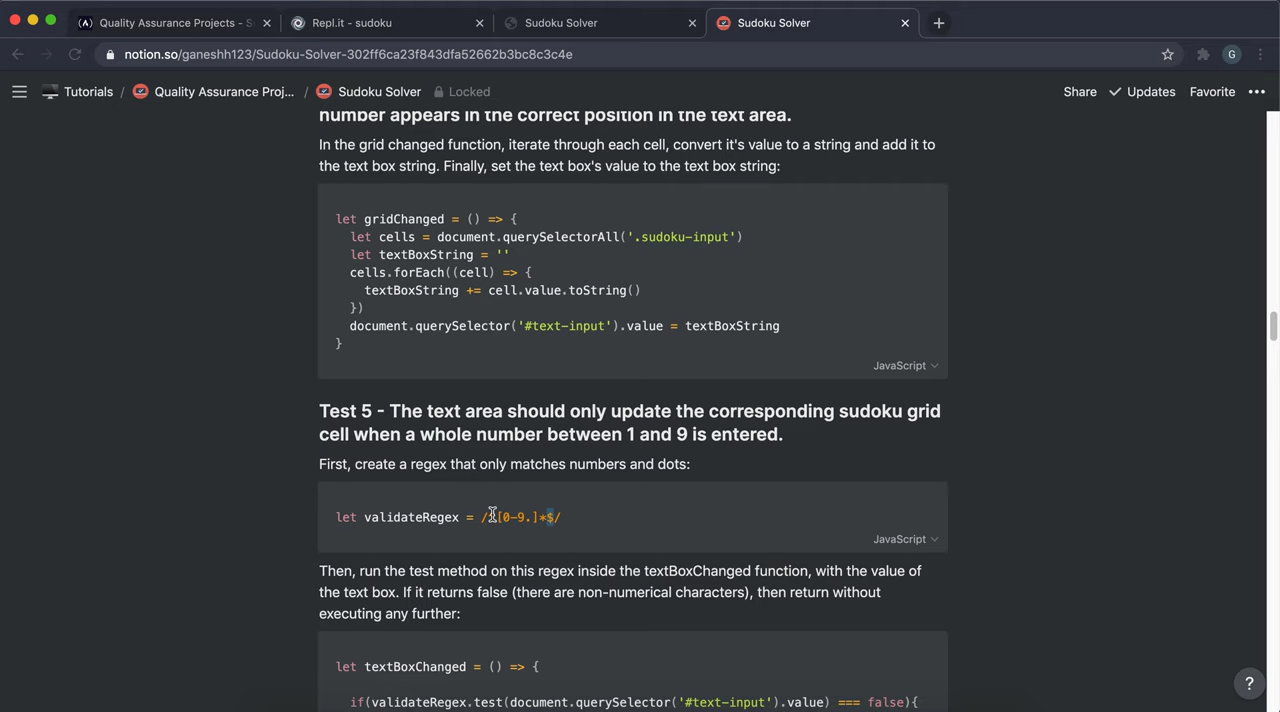 Quality Assurance Projects - S
Repl.it - sudoku
Sudoku Solver
Sudoku Solver
notion.so/ganeshh123/Sudoku-Solver-302ff6ca23f843dfa52662b3bc8c3c4e
G
Tutorials / Quality Assurance Proj... / Sudoku Solver Locked
Share Updates Favorite
number appears in the correct position in the text area.
In the grid changed function, iterate through each cell, convert it's value to a string and add it to
the text box string. Finally, set the text box's value to the text box string:
let gridChanged = () => {
let cells = document.querySelectorAll('.sudoku-input')
let textBoxString = ''
cells.forEach((cell) => {
textBoxString += cell.value.toString()
})
document.querySelector('#text-input').value = textBoxString
}
JavaScript
Test 5 - The text area should only update the corresponding sudoku grid
cell when a whole number between 1 and 9 is entered.
First, create a regex that only matches numbers and dots:
let validateRegex = /[0-9.]*$/
JavaScript
Then, run the test method on this regex inside the textBoxChanged function, with the value of
the text box. If it returns false (there are non-numerical characters), then return without
executing any further:
let textBoxChanged = () => {
if(validateRegex.test(document.querySelector('#text-input').value) === false){
?